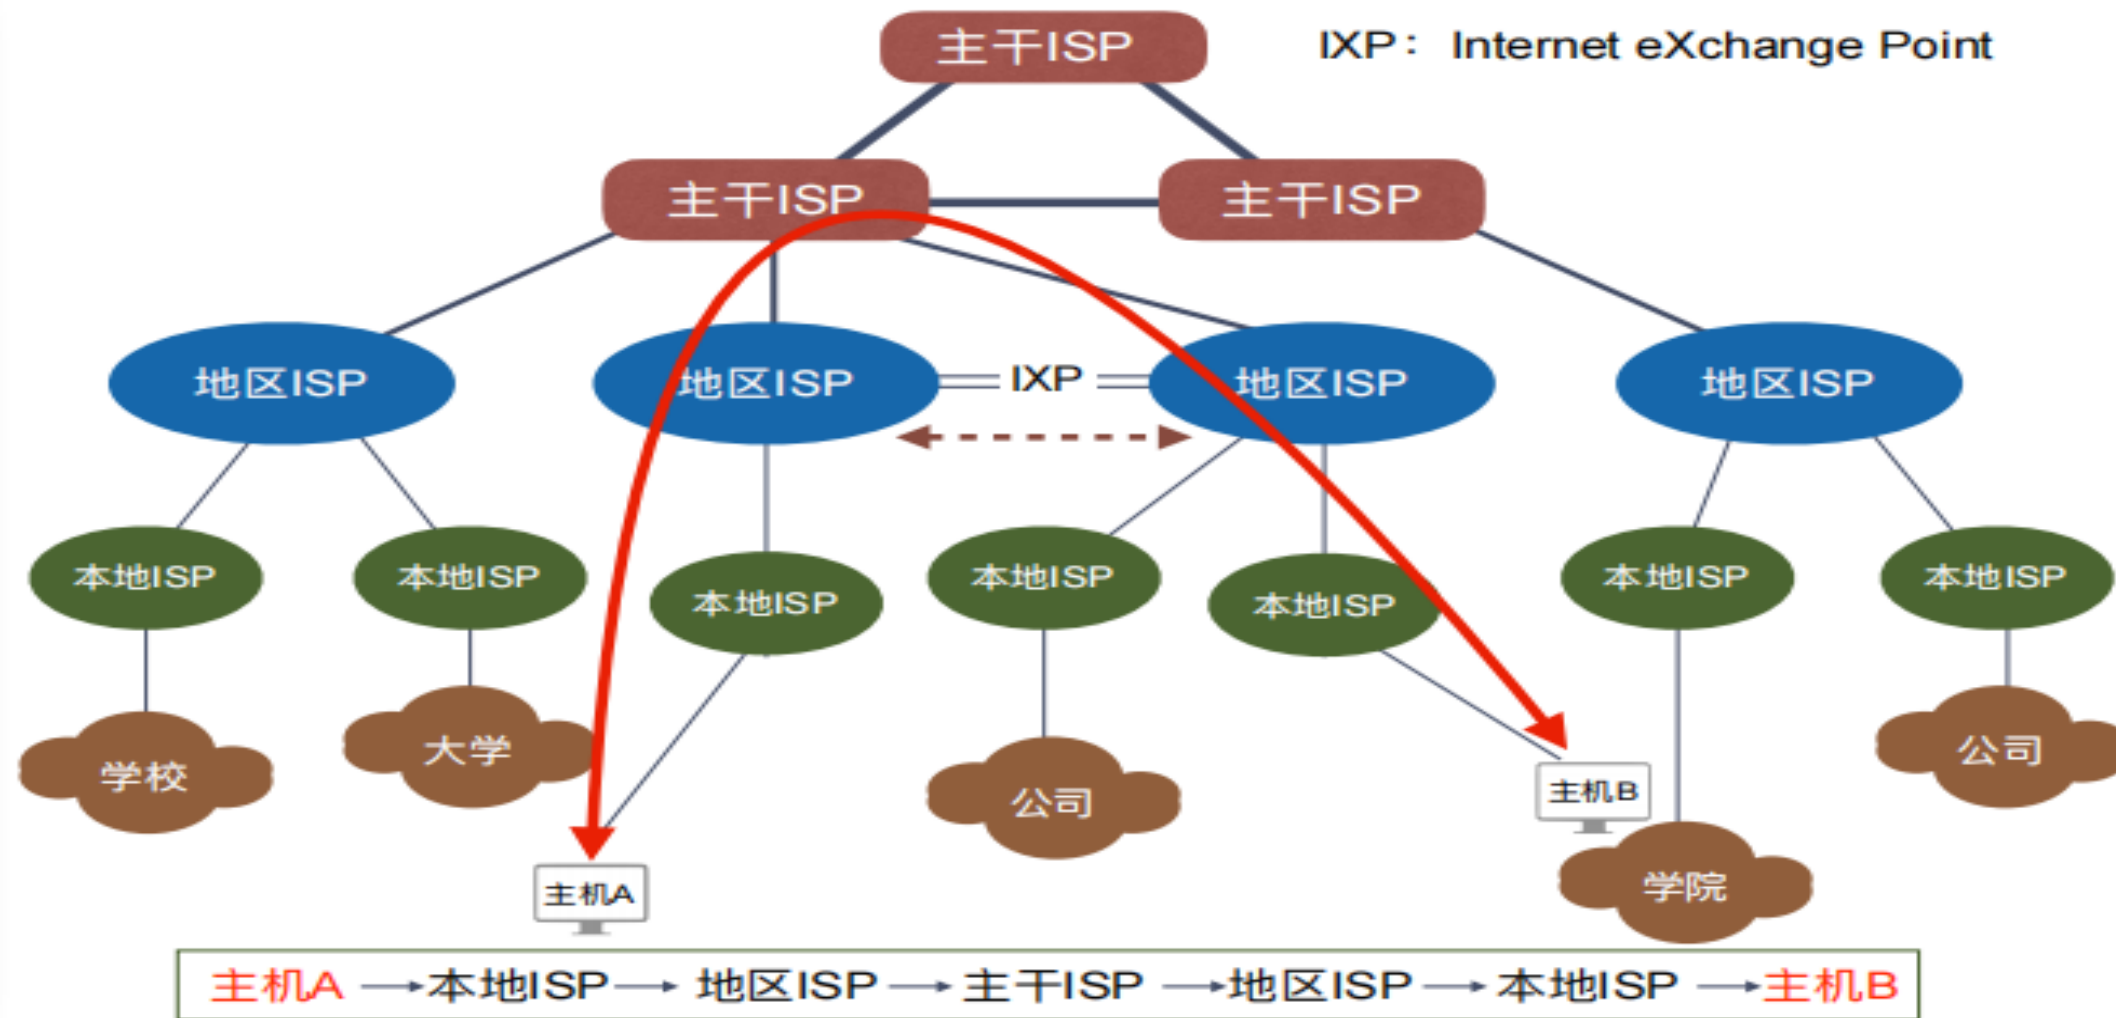 主干ISP
IXP：Internet eXchange Point
主干ISP
主干ISP
地区ISP
地区ISP
IXP
地区ISP
地区ISP
本地ISP
本地ISP
本地ISP
本地ISP
本地ISP
本地ISP
本地ISP
学校
大学
公司
主机B
公司
主机A
学院
主机A → 本地ISP → 地区ISP → 主干ISP → 地区ISP → 本地ISP → 主机B